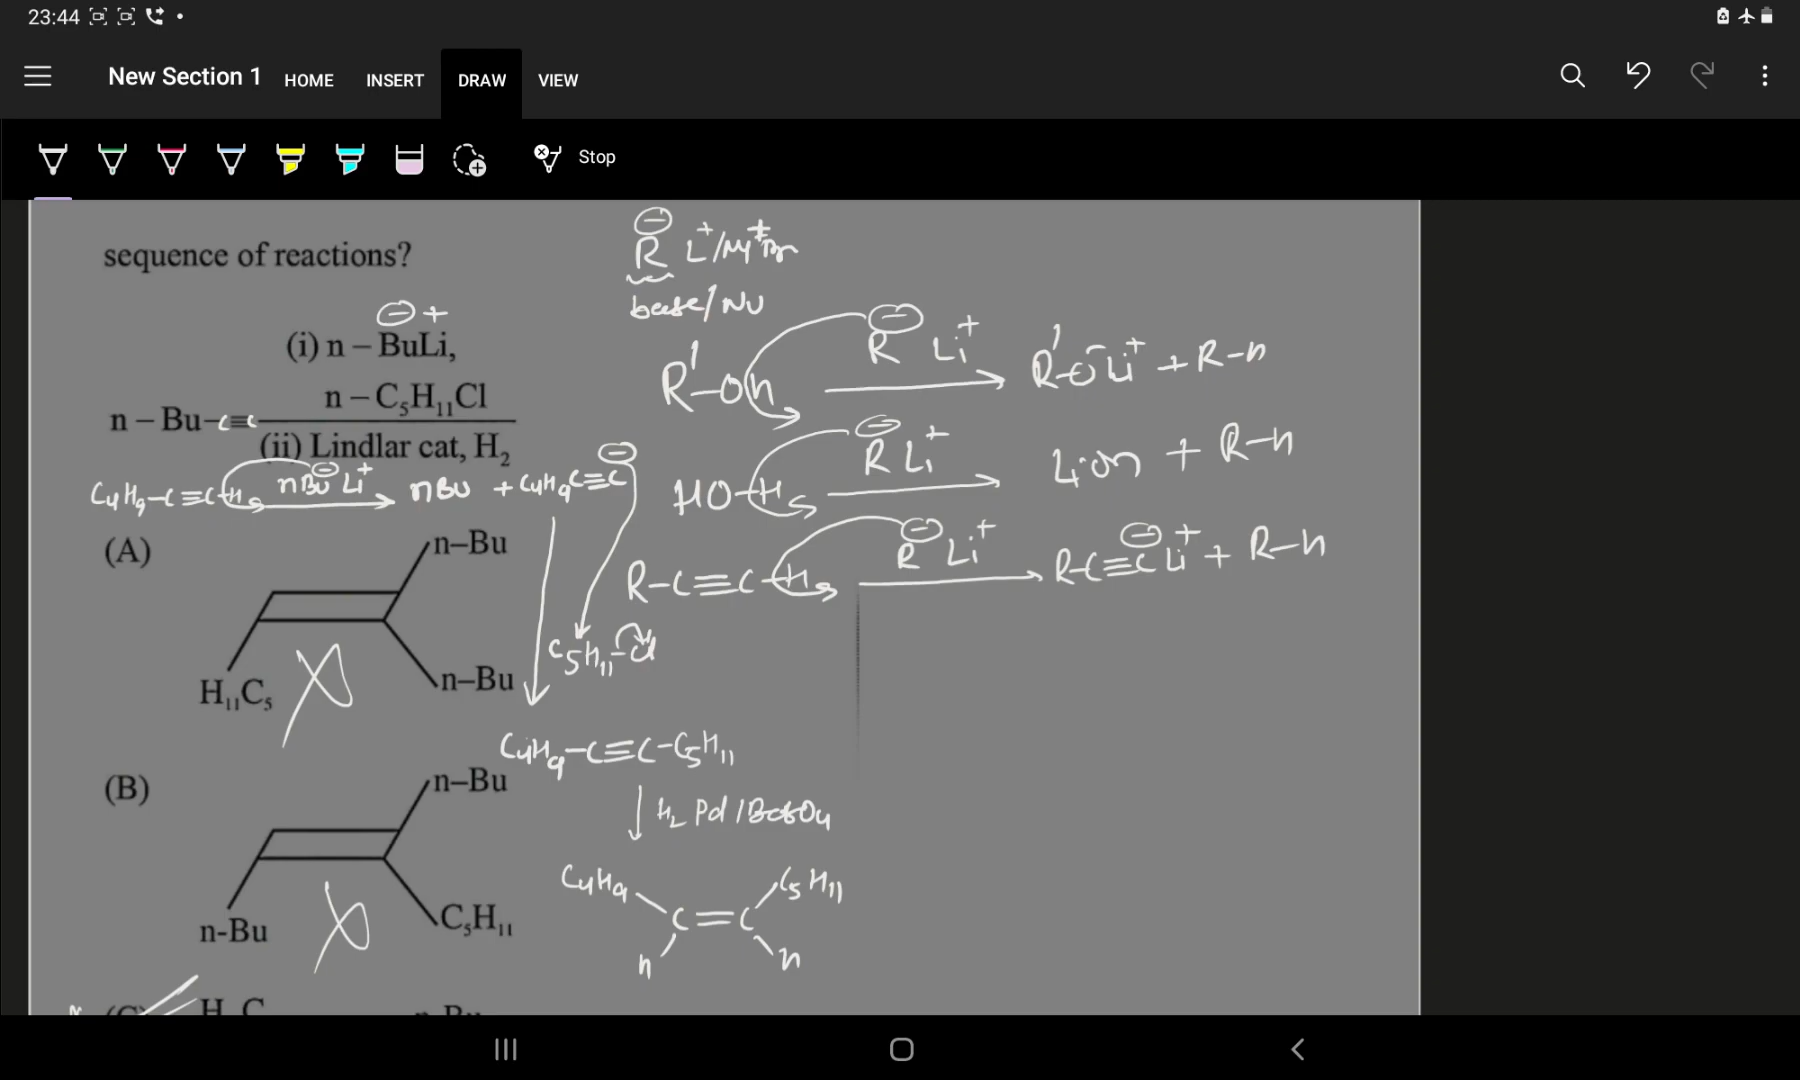 23:44
New Section 1 HOME INSERT DRAW VIEW
Stop
sequence of reactions?
⊖ +
(i) n – BuLi,
n – C₅H₁₁Cl
n – Bu–C≡C
(ii) Lindlar cat, H₂
C₄H₉–C≡C–H nBu⊖ Li⁺ nBu + C₄H₉C≡C⊖
(A)
n–Bu
n–Bu
H₁₁C₅
(B)
n–Bu
n-Bu
C₅H₁₁
H C
R⊖ L⁺/Mg⁺Br
base/Nu
R'–OH R⊖ Li⁺ R'–O⁻Li⁺ + R–H
HO–H R⊖ Li⁺ LiOH + R–H
R–C≡C–H R⊖ Li⁺ R–C≡C⊖ Li⁺ + R–H
C₅H₁₁–Cl
C₄H₉–C≡C–C₅H₁₁
H₂ Pd/BaSO₄
C₄H₉ C₅H₁₁
C=C
H H